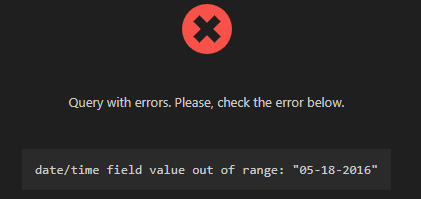 Query with errors. Please, check the error below.
date/time field value out of range: "05-18-2016"